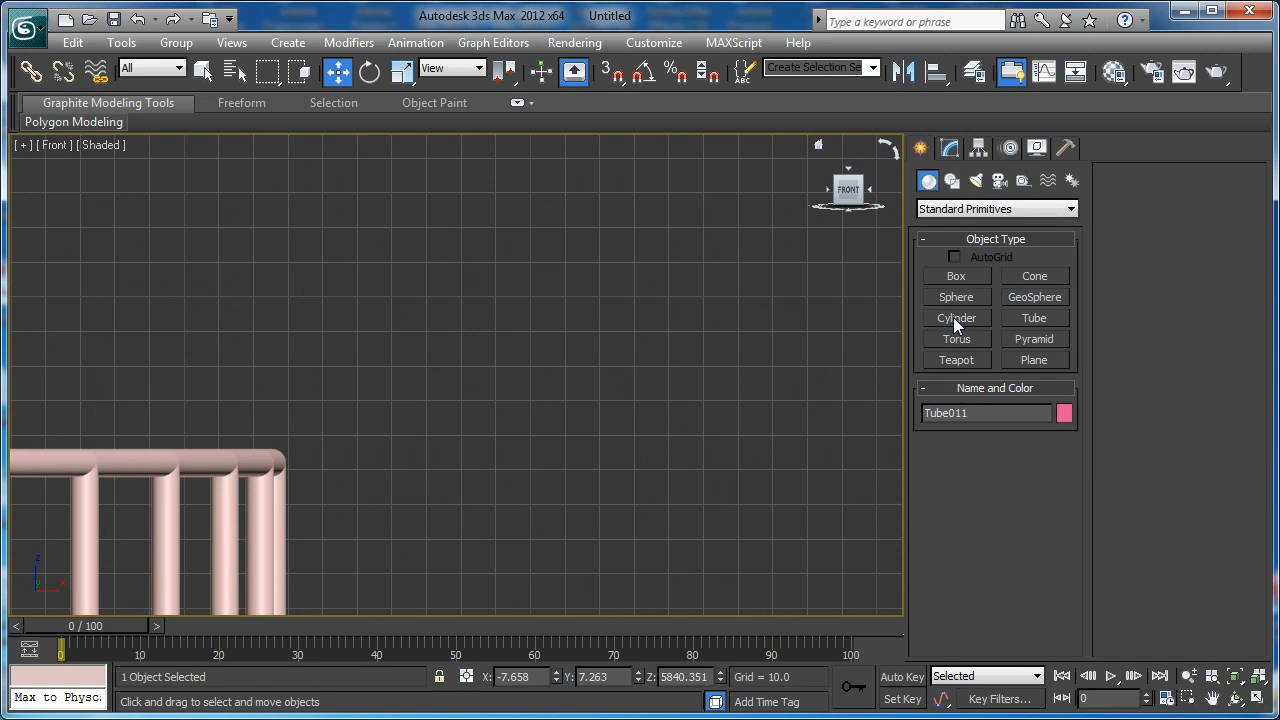 Autodesk 3ds Max 2012 x64 Untitled
Type a keyword or phrase
Edit Tools Group Views Create Modifiers Animation Graph Editors Rendering Customize MAXScript Help
All View Create Selection Se
Graphite Modeling Tools Freeform Selection Object Paint
Polygon Modeling
[ + ] [ Front ] [ Shaded ]
FRONT
Standard Primitives
- Object Type
AutoGrid
Box Cone
Sphere GeoSphere
Cylinder Tube
Torus Pyramid
Teapot Plane
- Name and Color
Tube011
z
y x
< 0 / 100 >
0 10 20 30 40 50 60 70 80 90 100
1 Object Selected X: -7.658 Y: 7.263 Z: 5840.351 Grid = 10.0 Auto Key Selected
Max to Physc
Click and drag to select and move objects Add Time Tag Set Key Key Filters... 0